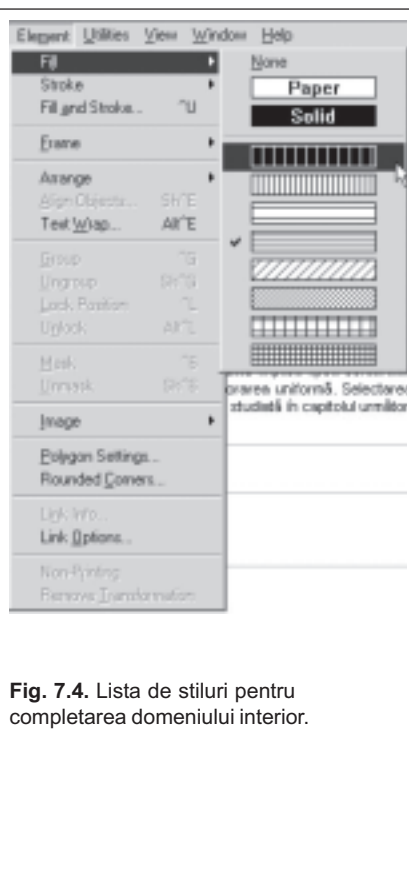 Element Utilities View Window Help
Fill
Stroke
Fill and Stroke... ^U
Frame
Arrange
Align Objects... Sh^E
Text Wrap... Alt^E
Group ^G
Ungroup Sh^G
Lock Position ^L
Unlock Alt^L
Mask ^6
Unmask Sh^6
Image
Polygon Settings...
Rounded Corners...
Link Info...
Link Options...
Non-Printing
Remove Transformation
None
Paper
Solid
orarea uniformă. Selectarea
studiată în capitolul următor
Fig. 7.4. Lista de stiluri pentru
completarea domeniului interior.